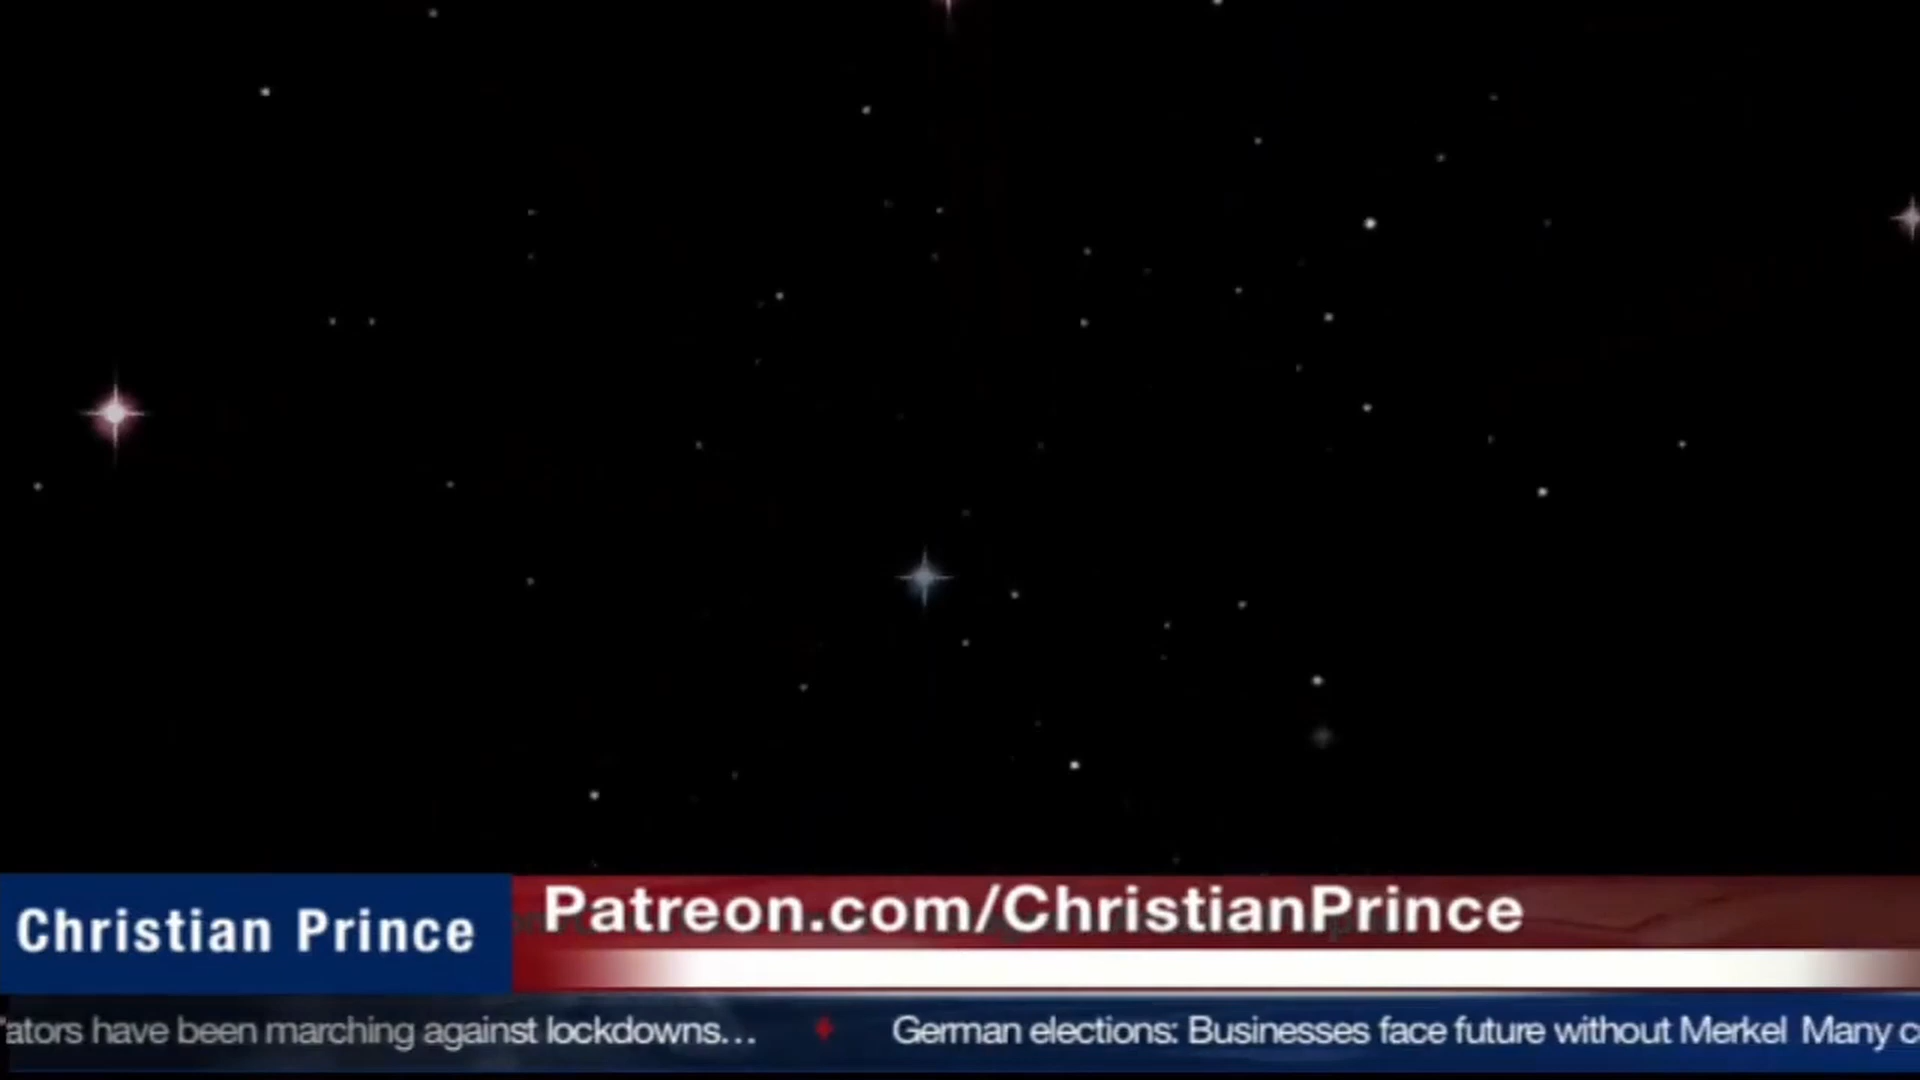 Patreon.com/ChristianPrince
Christian Prince
ators have been marching against lockdowns... German elections: Businesses face future without Merkel Many